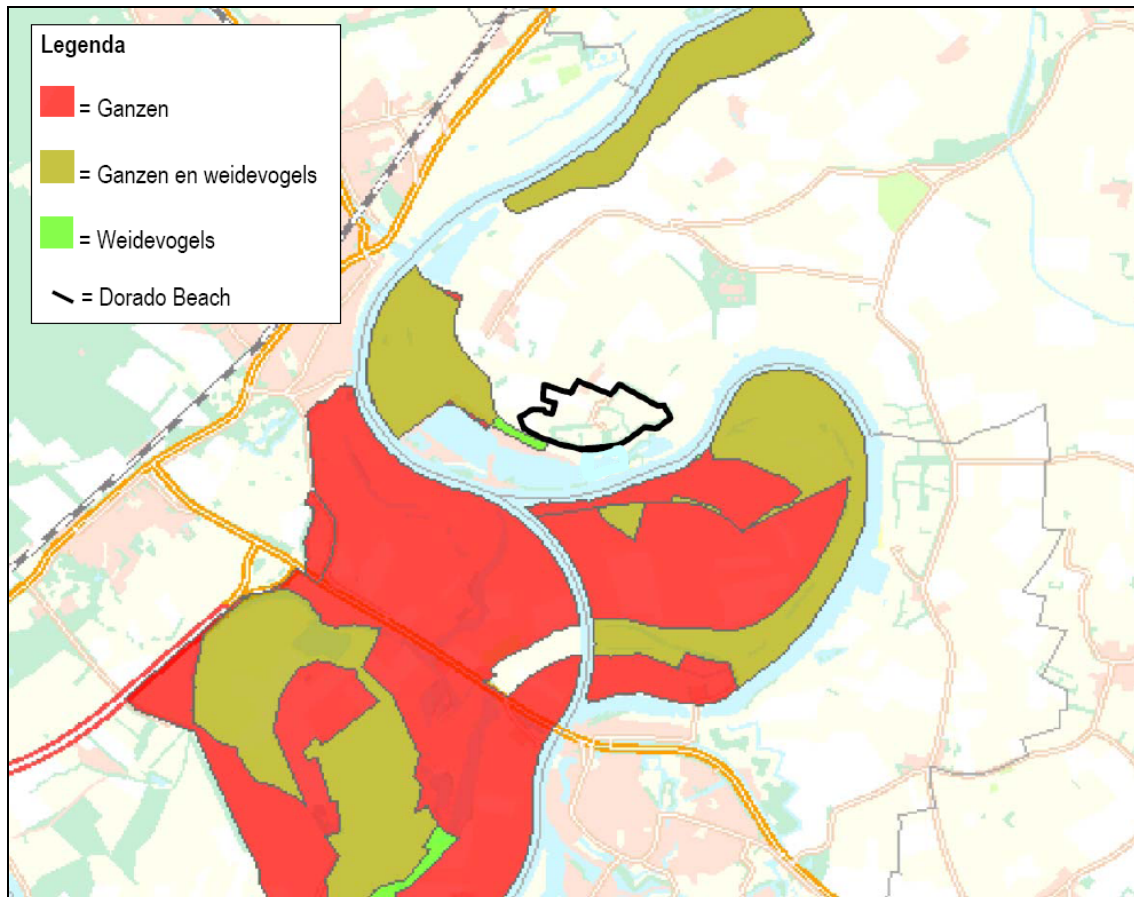 Legenda
= Ganzen
= Ganzen en weidevogels
= Weidevogels
= Dorado Beach